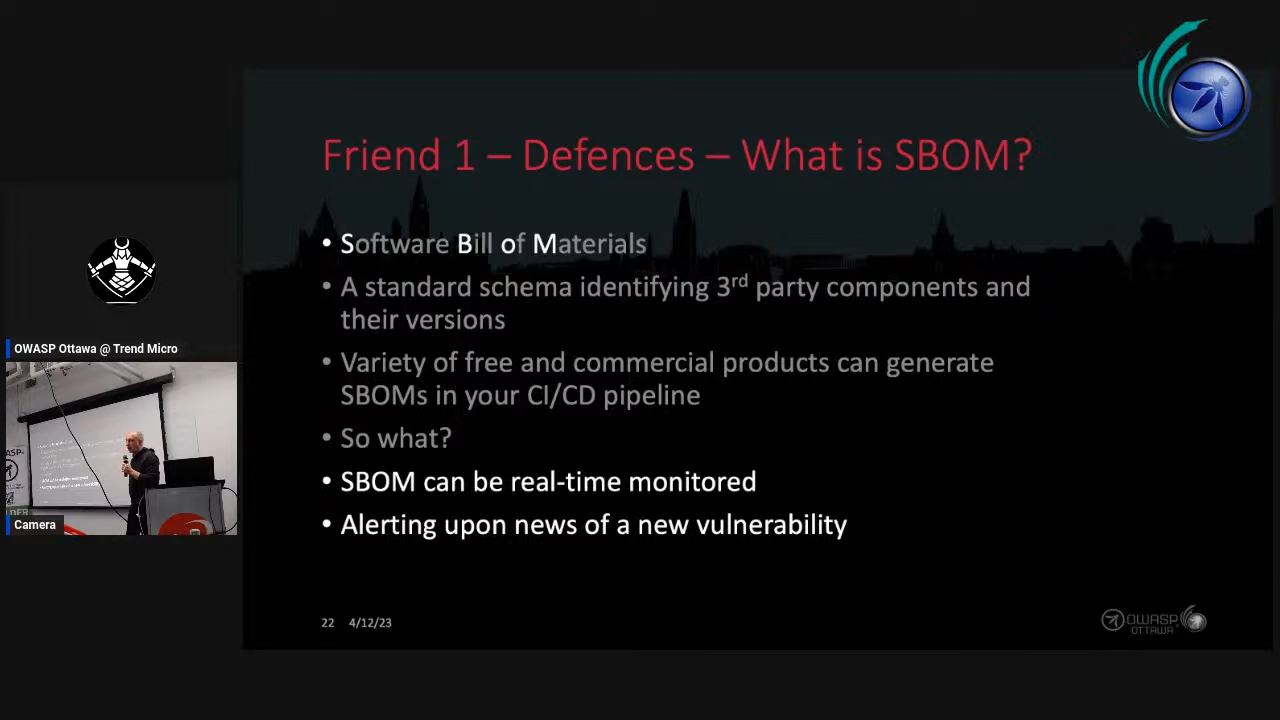 Friend 1 – Defences – What is SBOM?
• Software Bill of Materials
• A standard schema identifying 3rd party components and
their versions
• Variety of free and commercial products can generate
SBOMs in your CI/CD pipeline
• So what?
• SBOM can be real-time monitored
• Alerting upon news of a new vulnerability
22 4/12/23
OWASP
OTTAWA
OWASP Ottawa @ Trend Micro
Camera